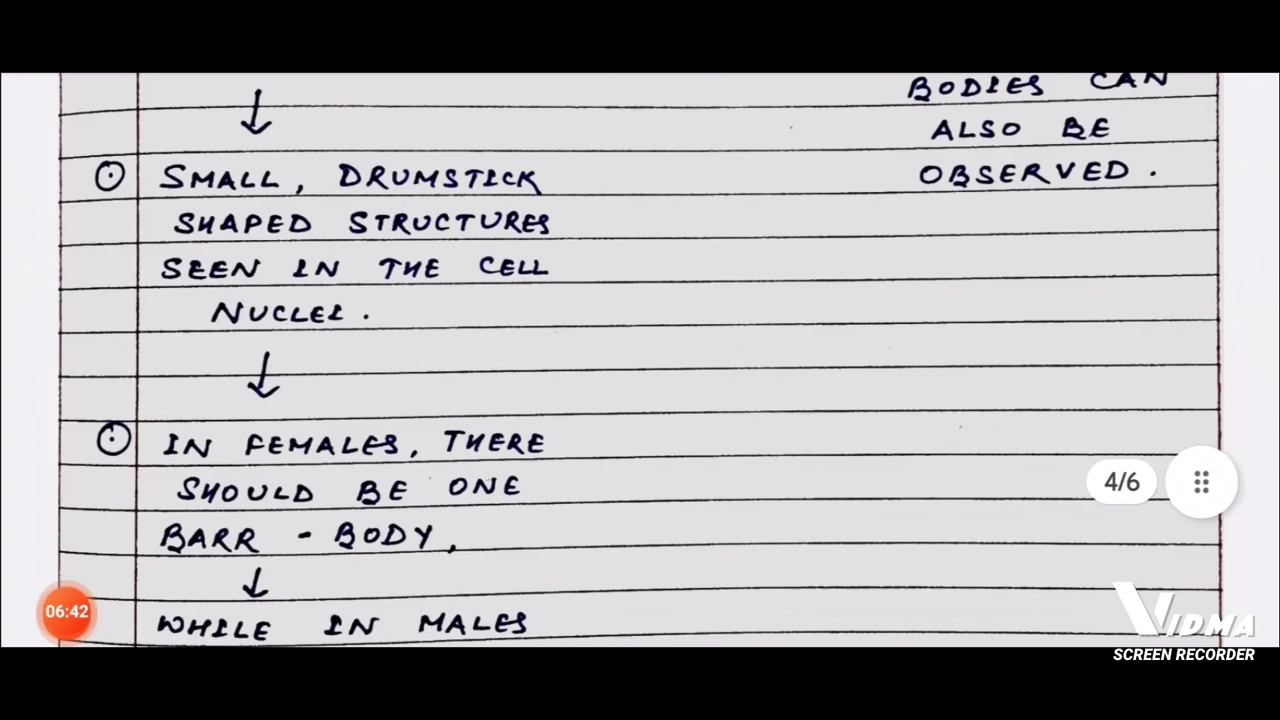 BODIES CAN
ALSO BE
OBSERVED.
SMALL, DRUMSTICK
SHAPED STRUCTURES
SEEN IN THE CELL
NUCLEI.
IN FEMALES, THERE
SHOULD BE ONE
BARR - BODY,
WHILE IN MALES
4/6
06:42
VIDMA
SCREEN RECORDER